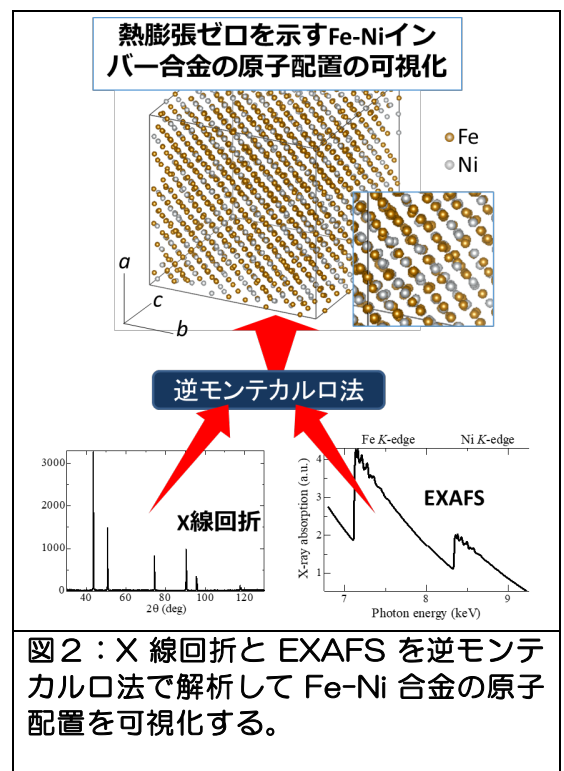 熱膨張ゼロを示すFe-Niイン
バー合金の原子配置の可視化
Fe
Ni
a
c
b
逆モンテカルロ法
3000
2000
1000
0
40 60 80 100 120
2θ (deg)
X線回折
Fe K-edge Ni K-edge
EXAFS
4
3
2
1
X-ray absorption (a.u.)
7 8 9
Photon energy (keV)
図2：X 線回折と EXAFS を逆モンテ
カルロ法で解析して Fe-Ni 合金の原子
配置を可視化する。